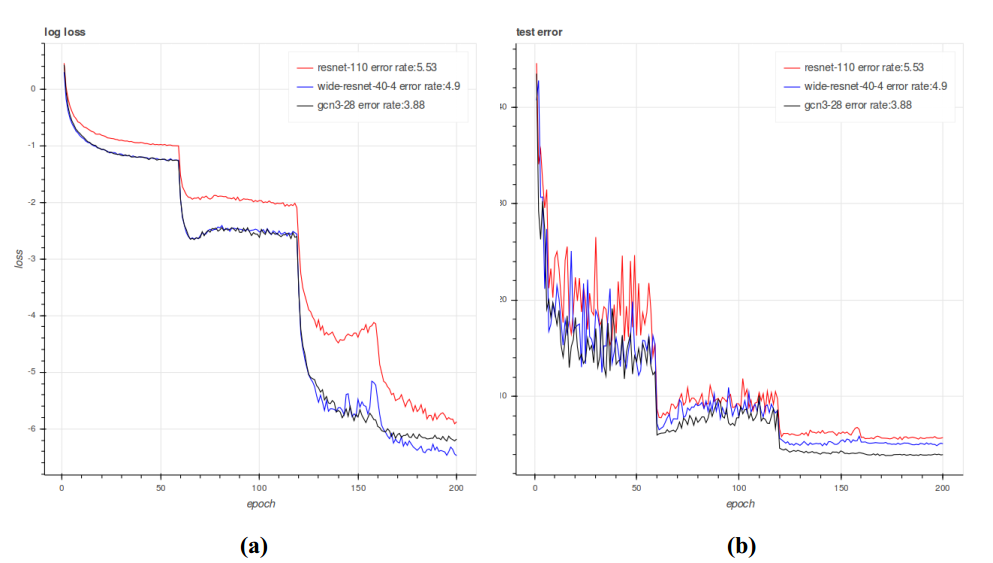 log loss
resnet-110 error rate:5.53
wide-resnet-40-4 error rate:4.9
gcn3-28 error rate:3.88
0
-1
-2
-3
-4
-5
-6
loss
0 50 100 150 200
epoch
(a)
test error
resnet-110 error rate:5.53
wide-resnet-40-4 error rate:4.9
gcn3-28 error rate:3.88
40
30
20
10
0 50 100 150 200
epoch
(b)